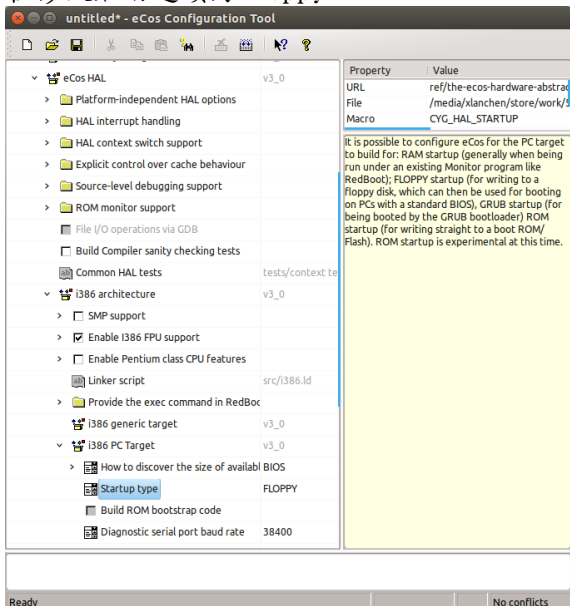 untitled* - eCos Configuration Tool
eCos HAL v3_0
Platform-independent HAL options
HAL interrupt handling
HAL context switch support
Explicit control over cache behaviour
Source-level debugging support
ROM monitor support
File I/O operations via GDB
Build Compiler sanity checking tests
Common HAL tests tests/context te
i386 architecture v3_0
SMP support
Enable I386 FPU support
Enable Pentium class CPU features
Linker script src/i386.ld
Provide the exec command in RedBoo
i386 generic target v3_0
i386 PC Target v3_0
How to discover the size of availabl BIOS
Startup type FLOPPY
Build ROM bootstrap code
Diagnostic serial port baud rate 38400
Property Value
URL ref/the-ecos-hardware-abstrac
File /media/xlanchen/store/work/
Macro CYG_HAL_STARTUP
It is possible to configure eCos for the PC target
to build for: RAM startup (generally when being
run under an existing Monitor program like
RedBoot); FLOPPY startup (for writing to a
floppy disk, which can then be used for booting
on PCs with a standard BIOS), GRUB startup (for
being booted by the GRUB bootloader) ROM
startup (for writing straight to a boot ROM/
Flash). ROM startup is experimental at this time.
Ready No conflicts